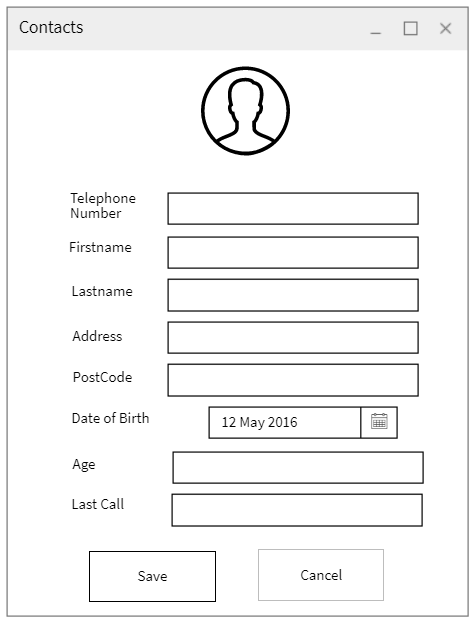 Contacts
Telephone
Number
Firstname
Lastname
Address
PostCode
Date of Birth
12 May 2016
Age
Last Call
Save
Cancel